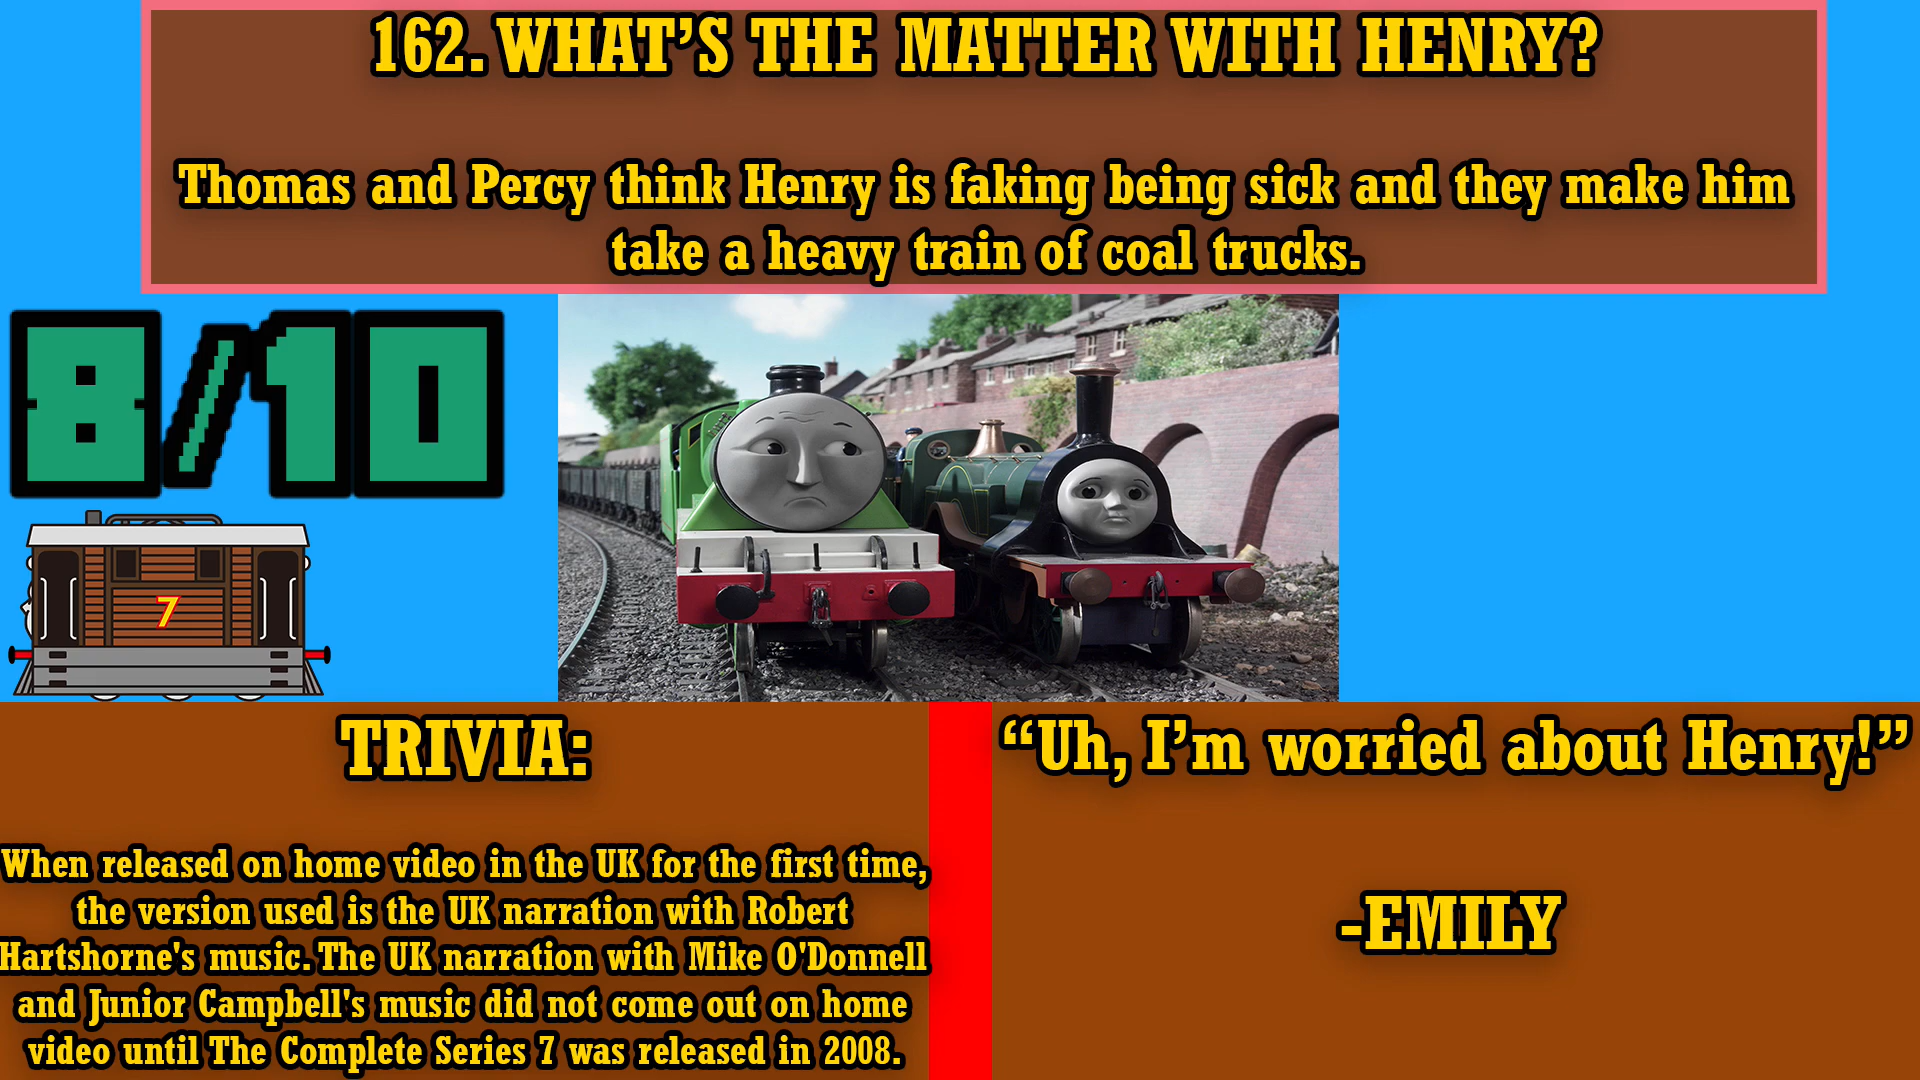 162. WHAT’S THE MATTER WITH HENRY?
Thomas and Percy think Henry is faking being sick and they make him
take a heavy train of coal trucks.
8/10
7
TRIVIA:
When released on home video in the UK for the first time,
the version used is the UK narration with Robert
Hartshorne's music. The UK narration with Mike O'Donnell
and Junior Campbell's music did not come out on home
video until The Complete Series 7 was released in 2008.
“Uh, I’m worried about Henry!”
-EMILY